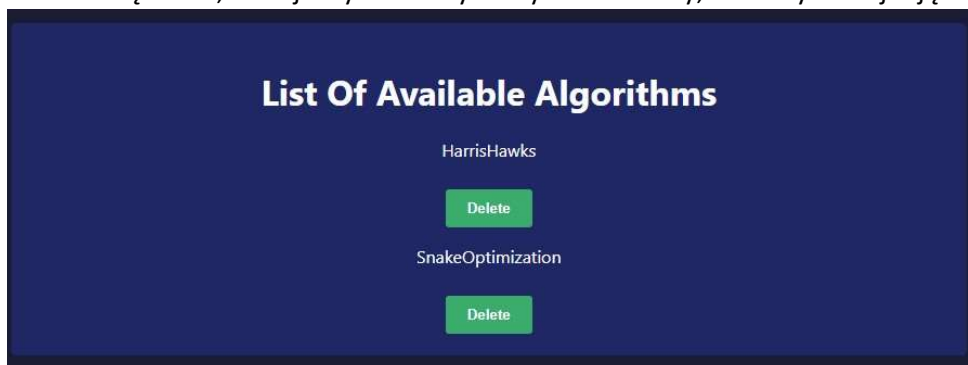 List Of Available Algorithms
HarrisHawks
Delete
SnakeOptimization
Delete